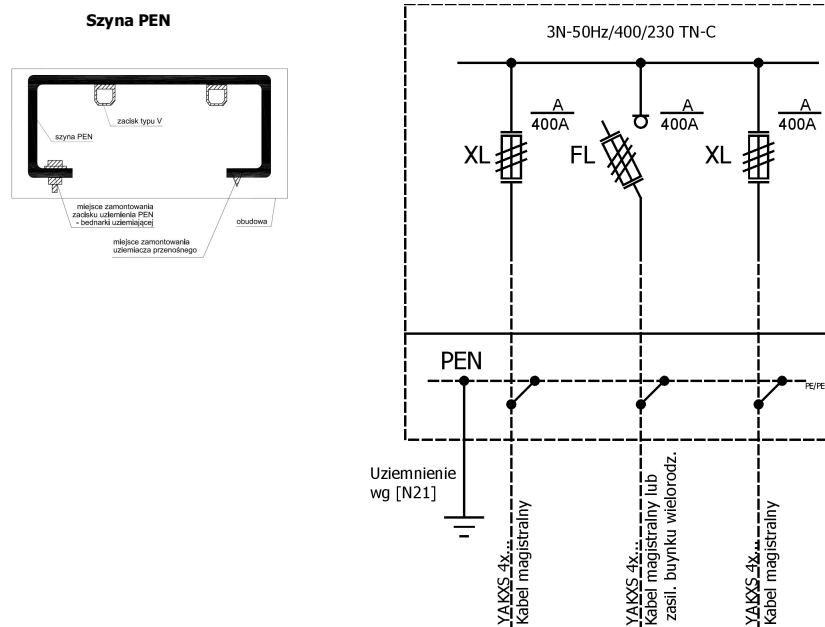 Szyna PEN
zacisk typu V
szyna PEN
miejsce zamontowania
zacisku uziemienia PEN
- bednarki uziemiającej
obudowa
miejsce zamontowania
uziemiacza przenośnego
3N-50Hz/400/230 TN-C
A
400A
XL
A
400A
FL
A
400A
XL
PEN
PE/PE
Uziemnienie
wg [N21]
YAKXS 4x...
Kabel magistralny
YAKXS 4x...
Kabel magistralny lub
zasil. buynku wielorodz.
YAKXS 4x...
Kabel magistralny